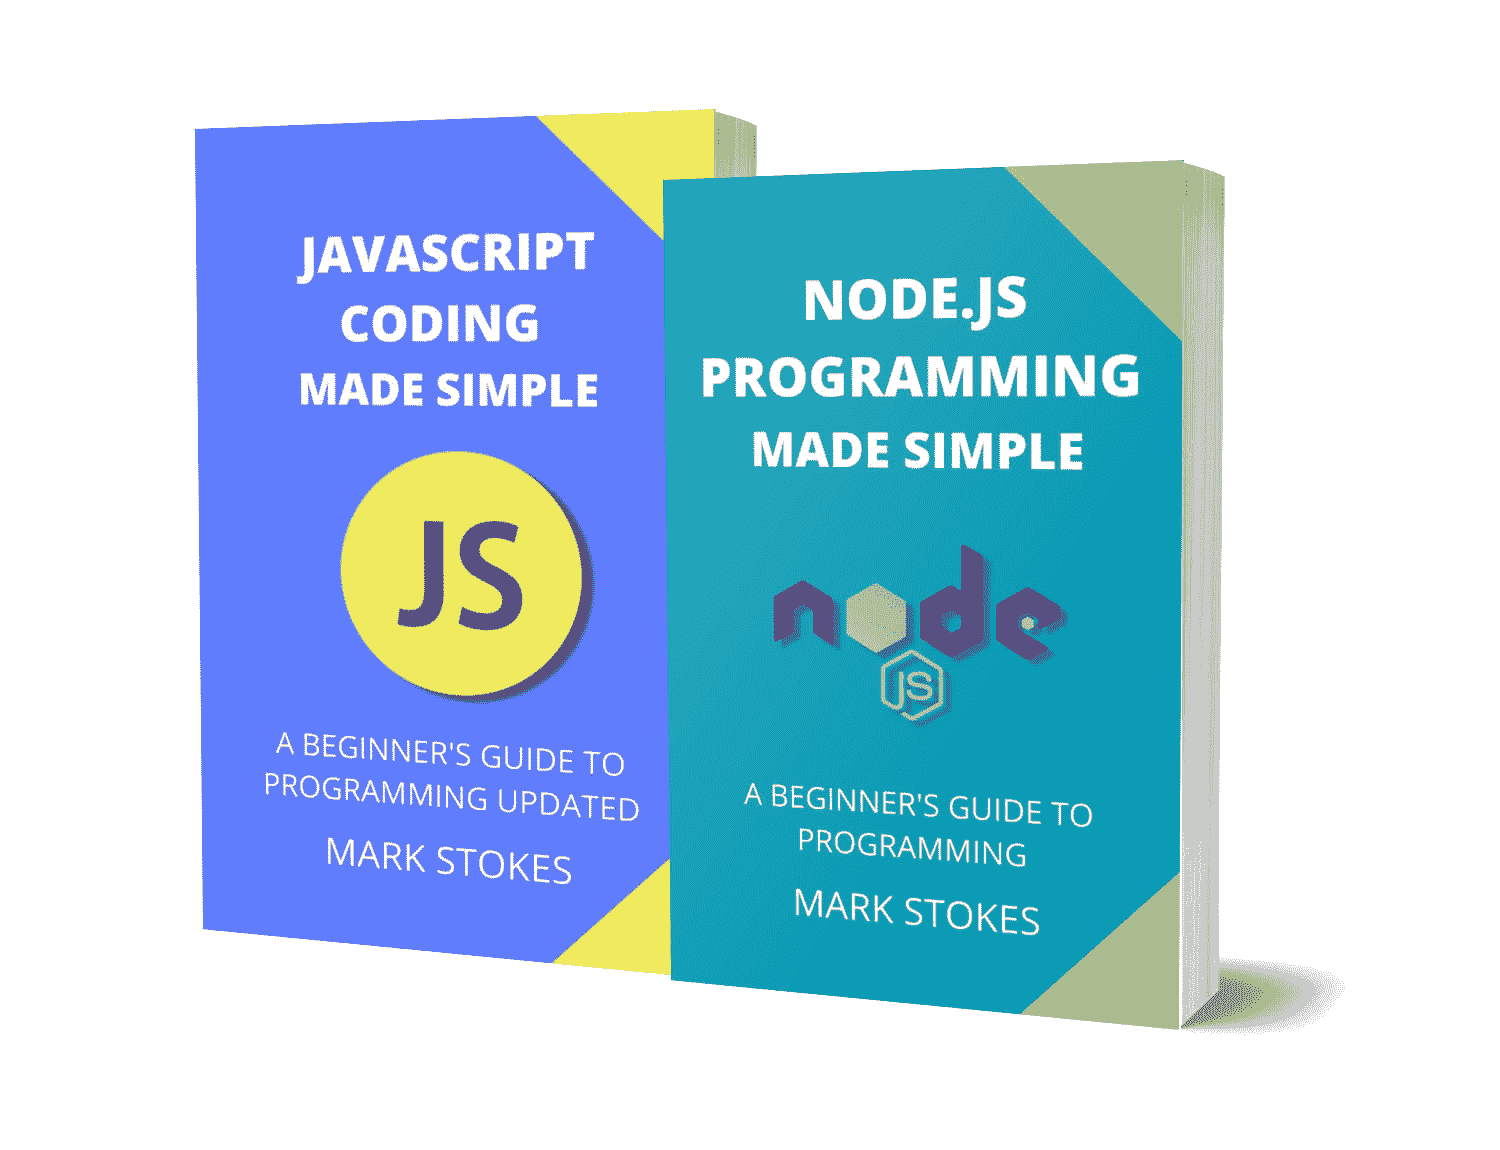 JAVASCRIPT
CODING
MADE SIMPLE
JS
A BEGINNER'S GUIDE TO
PROGRAMMING UPDATED
MARK STOKES
NODE.JS
PROGRAMMING
MADE SIMPLE
node
JS
A BEGINNER'S GUIDE TO
PROGRAMMING
MARK STOKES